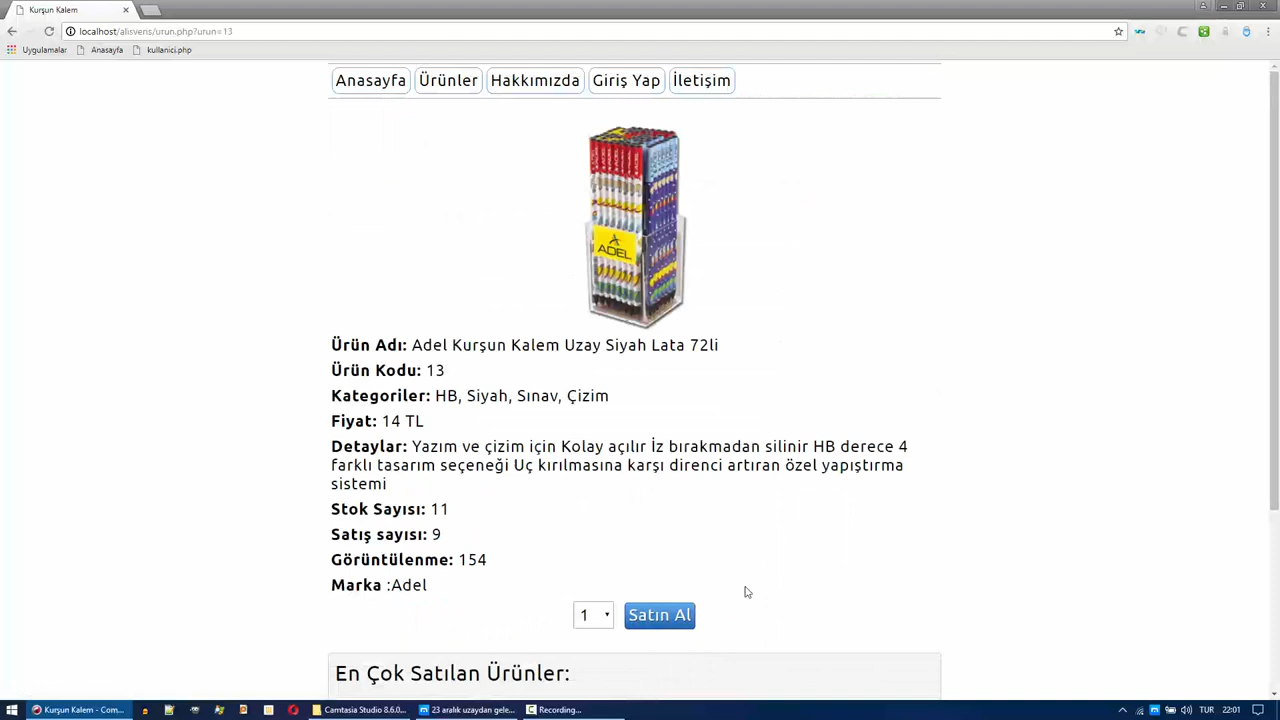 Kurşun Kalem
localhost/alisveris/urun.php?urun=13
Uygulamalar Anasayfa kullanici.php
Anasayfa Ürünler Hakkımızda Giriş Yap İletişim
ADEL
Ürün Adı: Adel Kurşun Kalem Uzay Siyah Lata 72li
Ürün Kodu: 13
Kategoriler: HB, Siyah, Sınav, Çizim
Fiyat: 14 TL
Detaylar: Yazım ve çizim için Kolay açılır İz bırakmadan silinir HB derece 4
farklı tasarım seçeneği Uç kırılmasına karşı direnci artıran özel yapıştırma
sistemi
Stok Sayısı: 11
Satış sayısı: 9
Görüntülenme: 154
Marka :Adel
1 Satın Al
En Çok Satılan Ürünler:
Kurşun Kalem - Com... Camtasia Studio 8.6.0... 23 aralık uzaydan gele... Recording... TUR 22:01